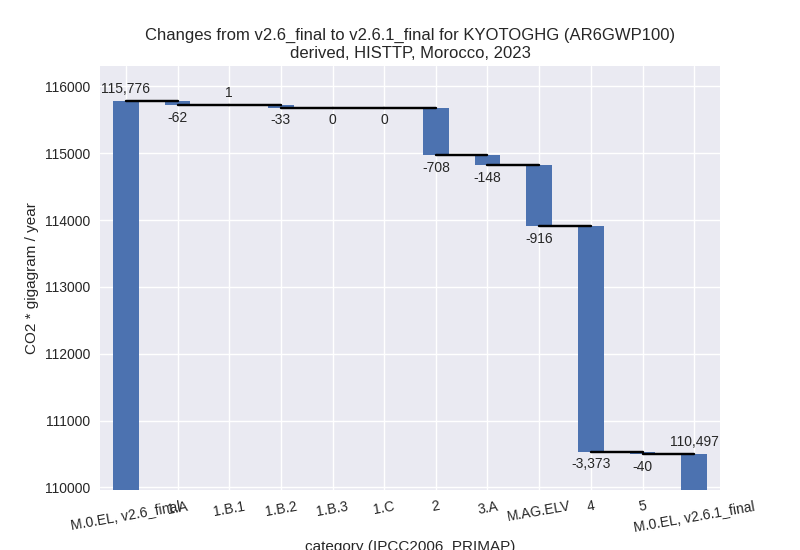 Changes from v2.6_final to v2.6.1_final for KYOTOGHG (AR6GWP100)
derived, HISTTP, Morocco, 2023
CO2 * gigagram / year
116000
115000
114000
113000
112000
111000
110000
115,776
-62
1
-33
0
0
-708
-148
-916
-3,373
-40
110,497
M.0.EL, v2.6_final
1.A
1.B.1
1.B.2
1.B.3
1.C
2
3.A
M.AG.ELV
4
5
M.0.EL, v2.6.1_final
category (IPCC2006_PRIMAP)